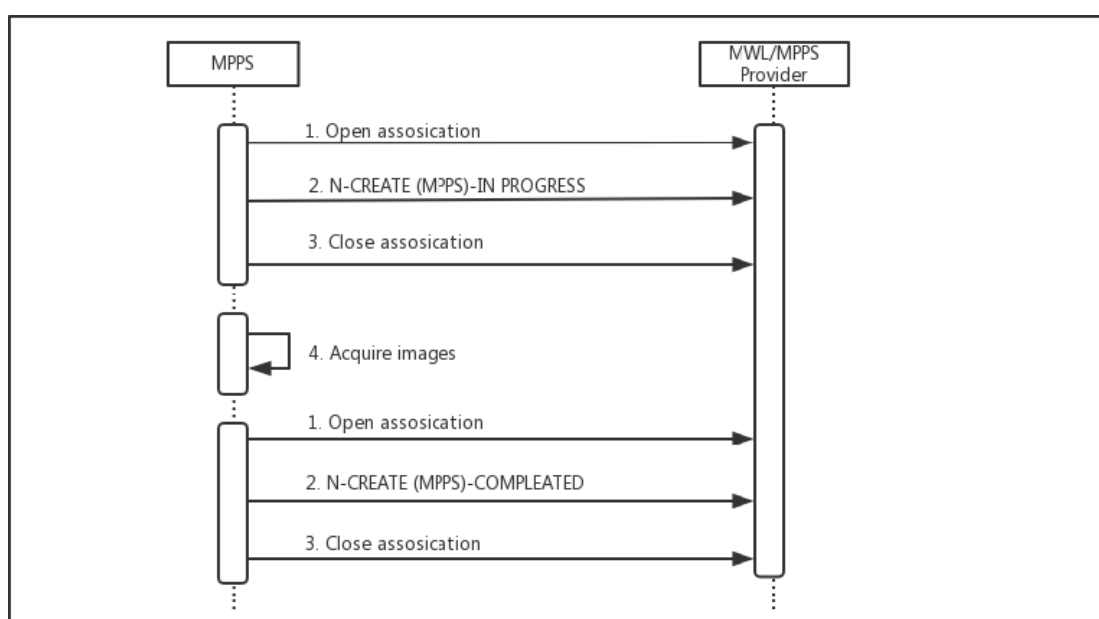 MPPS
MWL/MPPS
Provider
1. Open assosication
2. N-CREATE (MPPS)-IN PROGRESS
3. Close assosication
4. Acquire images
1. Open assosication
2. N-CREATE (MPPS)-COMPLEATED
3. Close assosication